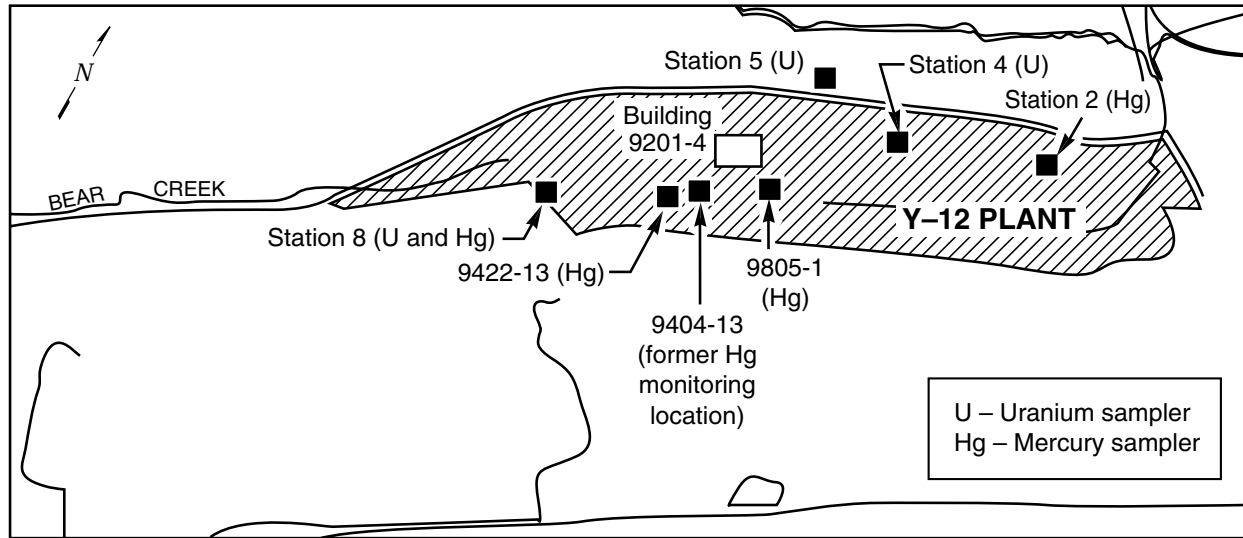 N
Station 5 (U)
Station 4 (U)
Station 2 (Hg)
Building
9201-4
BEAR CREEK
Y–12 PLANT
Station 8 (U and Hg)
9422-13 (Hg)
9805-1
(Hg)
9404-13
(former Hg
monitoring
location)
U – Uranium sampler
Hg – Mercury sampler